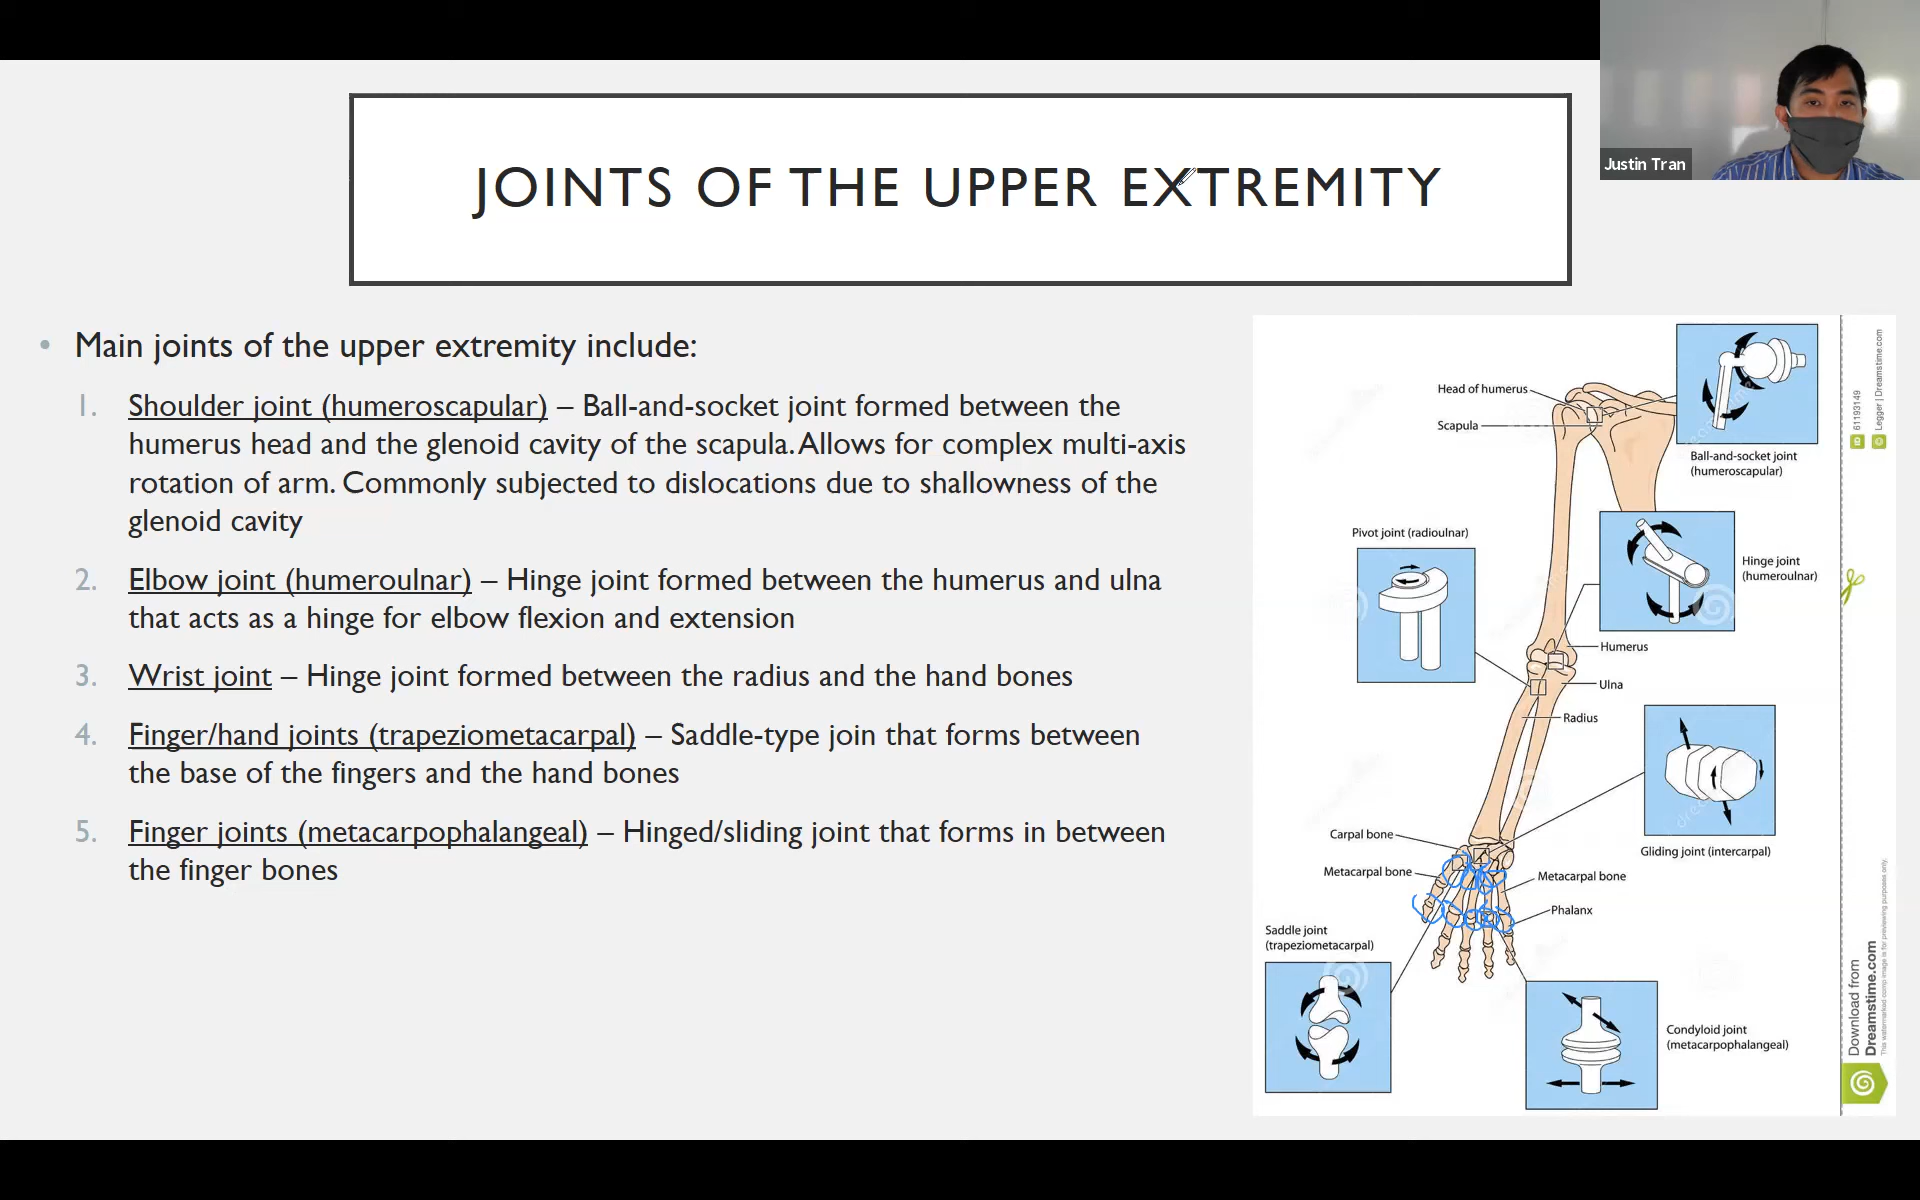 Justin Tran
JOINTS OF THE UPPER EXTREMITY
• Main joints of the upper extremity include:
1. Shoulder joint (humeroscapular) – Ball-and-socket joint formed between the
humerus head and the glenoid cavity of the scapula. Allows for complex multi-axis
rotation of arm. Commonly subjected to dislocations due to shallowness of the
glenoid cavity
2. Elbow joint (humeroulnar) – Hinge joint formed between the humerus and ulna
that acts as a hinge for elbow flexion and extension
3. Wrist joint – Hinge joint formed between the radius and the hand bones
4. Finger/hand joints (trapeziometacarpal) – Saddle-type join that forms between
the base of the fingers and the hand bones
5. Finger joints (metacarpophalangeal) – Hinged/sliding joint that forms in between
the finger bones
Head of humerus
Scapula
Ball-and-socket joint
(humeroscapular)
Pivot joint (radioulnar)
Hinge joint
(humeroulnar)
Humerus
Ulna
Radius
Carpal bone
Metacarpal bone
Gliding joint (intercarpal)
Metacarpal bone
Phalanx
Saddle joint
(trapeziometacarpal)
Condyloid joint
(metacarpophalangeal)
ID 61193149
© Legger | Dreamstime.com
Download from
Dreamstime.com
This watermarked comp image is for previewing purposes only.